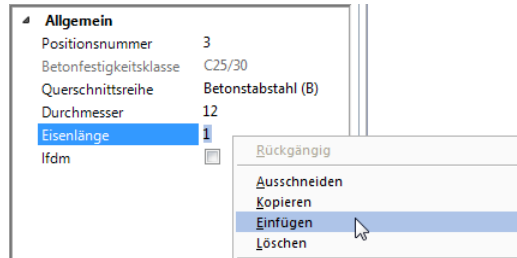 Allgemein
Positionsnummer 3
Betonfestigkeitsklasse C25/30
Querschnittsreihe Betonstabstahl (B)
Durchmesser 12
Eisenlänge 1
lfdm
Rückgängig
Ausschneiden
Kopieren
Einfügen
Löschen